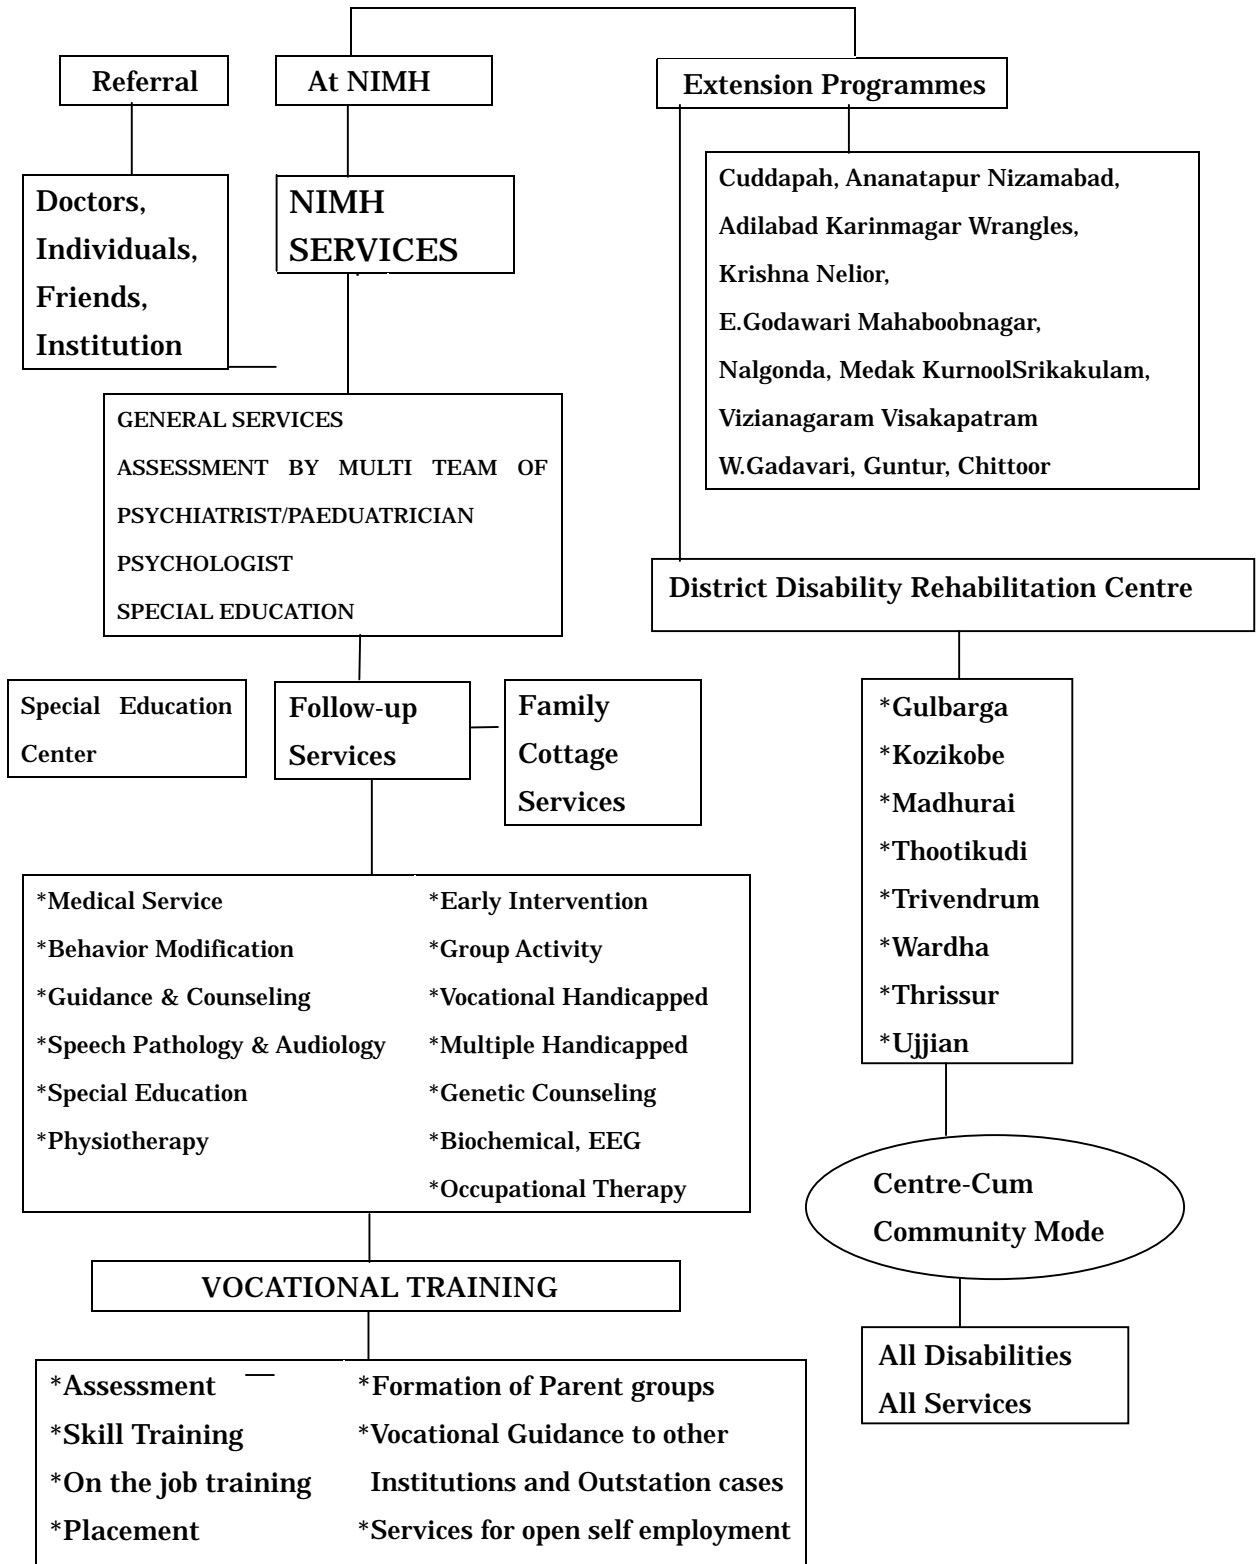 Referral
At NIMH
Extension Programmes
Doctors,
Individuals,
Friends,
Institution
NIMH
SERVICES
Cuddapah, Ananatapur Nizamabad,
Adilabad Karinmagar Wrangles,
Krishna Nelior,
E.Godawari Mahaboobnagar,
Nalgonda, Medak KurnoolSrikakulam,
Vizianagaram Visakapatram
W.Gadavari, Guntur, Chittoor
GENERAL SERVICES
ASSESSMENT BY MULTI TEAM OF
PSYCHIATRIST/PAEDUATRICIAN
PSYCHOLOGIST
SPECIAL EDUCATION
District Disability Rehabilitation Centre
Special Education
Center
Follow-up
Services
Family
Cottage
Services
*Gulbarga
*Kozikobe
*Madhurai
*Thootikudi
*Trivendrum
*Wardha
*Thrissur
*Ujjian
*Medical Service
*Behavior Modification
*Guidance & Counseling
*Speech Pathology & Audiology
*Special Education
*Physiotherapy
*Early Intervention
*Group Activity
*Vocational Handicapped
*Multiple Handicapped
*Genetic Counseling
*Biochemical, EEG
*Occupational Therapy
Centre-Cum
Community Mode
VOCATIONAL TRAINING
All Disabilities
All Services
*Assessment
*Skill Training
*On the job training
*Placement
*Formation of Parent groups
*Vocational Guidance to other
Institutions and Outstation cases
*Services for open self employment